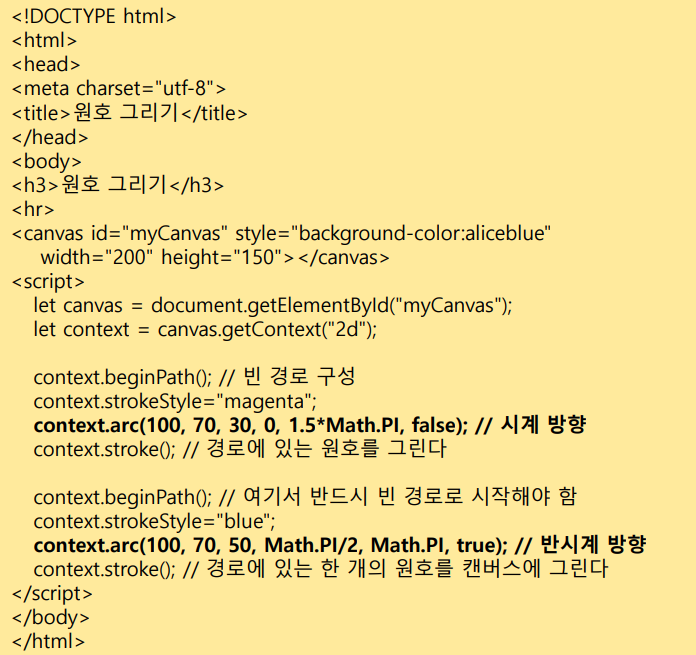 <!DOCTYPE html>
<html>
<head>
<meta charset="utf-8">
<title>원호 그리기</title>
</head>
<body>
<h3>원호 그리기</h3>
<hr>
<canvas id="myCanvas" style="background-color:aliceblue"
width="200" height="150"></canvas>
<script>
let canvas = document.getElementById("myCanvas");
let context = canvas.getContext("2d");
context.beginPath(); // 빈 경로 구성
context.strokeStyle="magenta";
context.arc(100, 70, 30, 0, 1.5*Math.PI, false); // 시계 방향
context.stroke(); // 경로에 있는 원호를 그린다
context.beginPath(); // 여기서 반드시 빈 경로로 시작해야 함
context.strokeStyle="blue";
context.arc(100, 70, 50, Math.PI/2, Math.PI, true); // 반시계 방향
context.stroke(); // 경로에 있는 한 개의 원호를 캔버스에 그린다
</script>
</body>
</html>